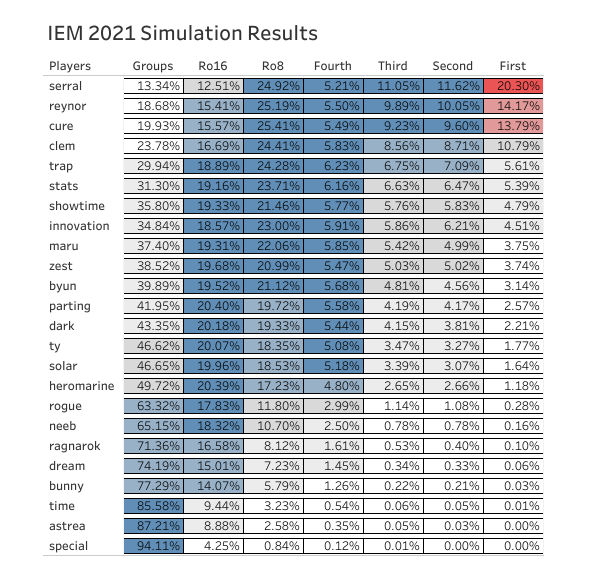 IEM 2021 Simulation Results
Players Groups Ro16 Ro8 Fourth Third Second First
serral 13.34% 12.51% 24.92% 5.21% 11.05% 11.62% 20.30%
reynor 18.68% 15.41% 25.19% 5.50% 9.89% 10.05% 14.17%
cure 19.93% 15.57% 25.41% 5.49% 9.23% 9.60% 13.79%
clem 23.78% 16.69% 24.41% 5.83% 8.56% 8.71% 10.79%
trap 29.94% 18.89% 24.28% 6.23% 6.75% 7.09% 5.61%
stats 31.30% 19.16% 23.71% 6.16% 6.63% 6.47% 5.39%
showtime 35.80% 19.33% 21.46% 5.77% 5.76% 5.83% 4.79%
innovation 34.84% 18.57% 23.00% 5.91% 5.86% 6.21% 4.51%
maru 37.40% 19.31% 22.06% 5.85% 5.42% 4.99% 3.75%
zest 38.52% 19.68% 20.99% 5.47% 5.03% 5.02% 3.74%
byun 39.89% 19.52% 21.12% 5.68% 4.81% 4.56% 3.14%
parting 41.95% 20.40% 19.72% 5.58% 4.19% 4.17% 2.57%
dark 43.35% 20.18% 19.33% 5.44% 4.15% 3.81% 2.21%
ty 46.62% 20.07% 18.35% 5.08% 3.47% 3.27% 1.77%
solar 46.65% 19.96% 18.53% 5.18% 3.39% 3.07% 1.64%
heromarine 49.72% 20.39% 17.23% 4.80% 2.65% 2.66% 1.18%
rogue 63.32% 17.83% 11.80% 2.99% 1.14% 1.08% 0.28%
neeb 65.15% 18.32% 10.70% 2.50% 0.78% 0.78% 0.16%
ragnarok 71.36% 16.58% 8.12% 1.61% 0.53% 0.40% 0.10%
dream 74.19% 15.01% 7.23% 1.45% 0.34% 0.33% 0.06%
bunny 77.29% 14.07% 5.79% 1.26% 0.22% 0.21% 0.03%
time 85.58% 9.44% 3.23% 0.54% 0.06% 0.05% 0.01%
astrea 87.21% 8.88% 2.58% 0.35% 0.05% 0.03% 0.00%
special 94.11% 4.25% 0.84% 0.12% 0.01% 0.00% 0.00%